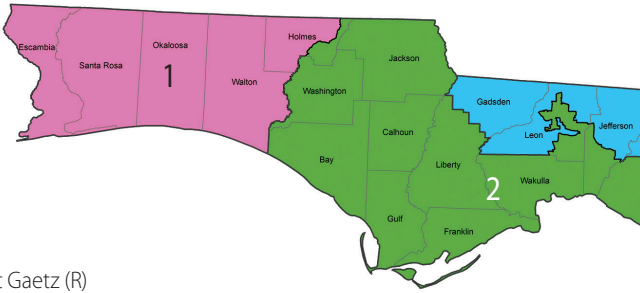 Holmes
Escambia
Okaloosa
Santa Rosa
1
Walton
Jackson
Washington
Gadsden
Leon
Jefferson
Calhoun
Bay
Liberty
2
Wakulla
Gulf
Franklin
Gaetz (R)